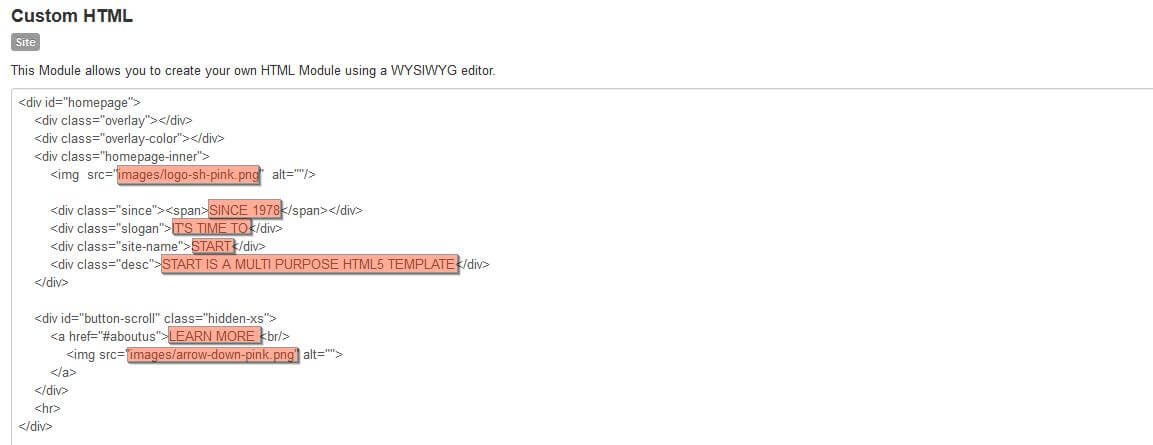 Custom HTML
Site
This Module allows you to create your own HTML Module using a WYSIWYG editor.
<div id="homepage">
<div class="overlay"></div>
<div class="overlay-color"></div>
<div class="homepage-inner">
<img  src="images/logo-sh-pink.png"  alt=""/>
<div class="since"><span>SINCE 1978</span></div>
<div class="slogan">IT'S TIME TO</div>
<div class="site-name">START</div>
<div class="desc">START IS A MULTI PURPOSE HTML5 TEMPLATE</div>
</div>
<div id="button-scroll" class="hidden-xs">
<a href="#aboutus">LEARN MORE <br/>
<img src="images/arrow-down-pink.png" alt="">
</a>
</div>
<hr>
</div>